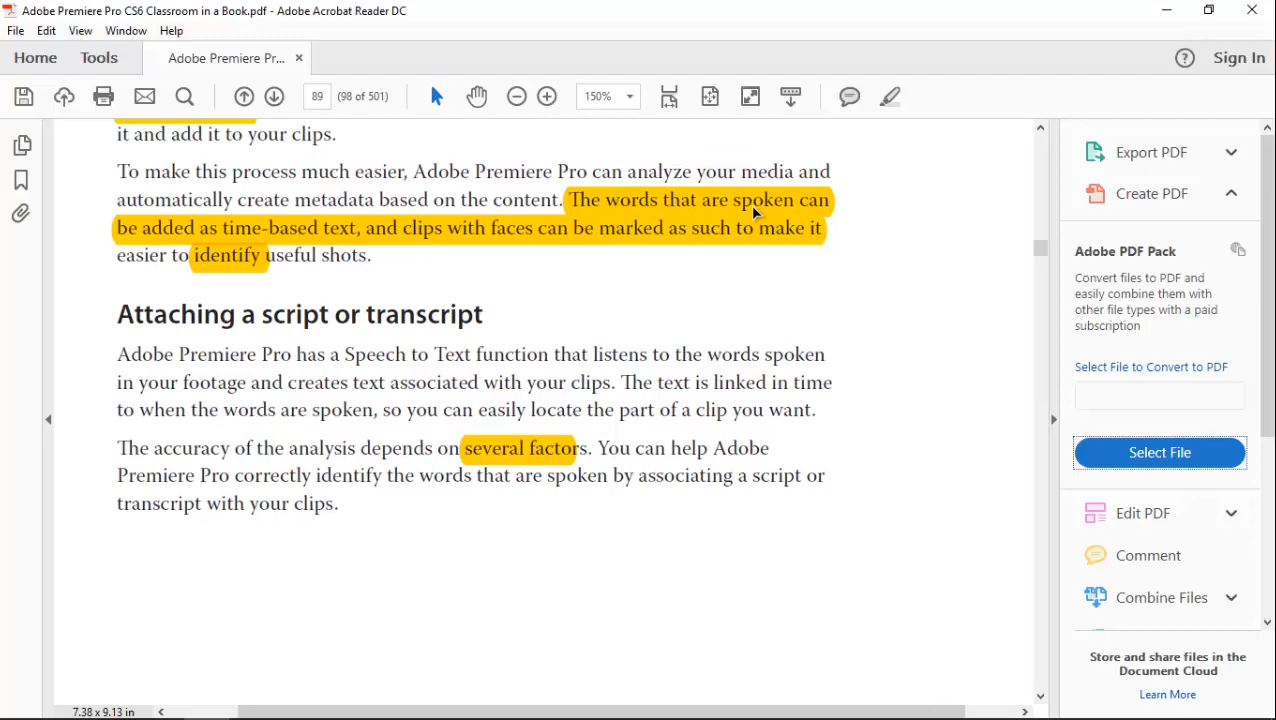 Adobe Premiere Pro CS6 Classroom in a Book.pdf - Adobe Acrobat Reader DC
File Edit View Window Help
Home Tools Adobe Premiere Pr... × Sign In
89 (98 of 501) 150%
it and add it to your clips.
To make this process much easier, Adobe Premiere Pro can analyze your media and
automatically create metadata based on the content. The words that are spoken can
be added as time-based text, and clips with faces can be marked as such to make it
easier to identify useful shots.
Attaching a script or transcript
Adobe Premiere Pro has a Speech to Text function that listens to the words spoken
in your footage and creates text associated with your clips. The text is linked in time
to when the words are spoken, so you can easily locate the part of a clip you want.
The accuracy of the analysis depends on several factors. You can help Adobe
Premiere Pro correctly identify the words that are spoken by associating a script or
transcript with your clips.
7.38 x 9.13 in
Export PDF
Create PDF
Adobe PDF Pack
Convert files to PDF and
easily combine them with
other file types with a paid
subscription
Select File to Convert to PDF
Select File
Edit PDF
Comment
Combine Files
Store and share files in the
Document Cloud
Learn More